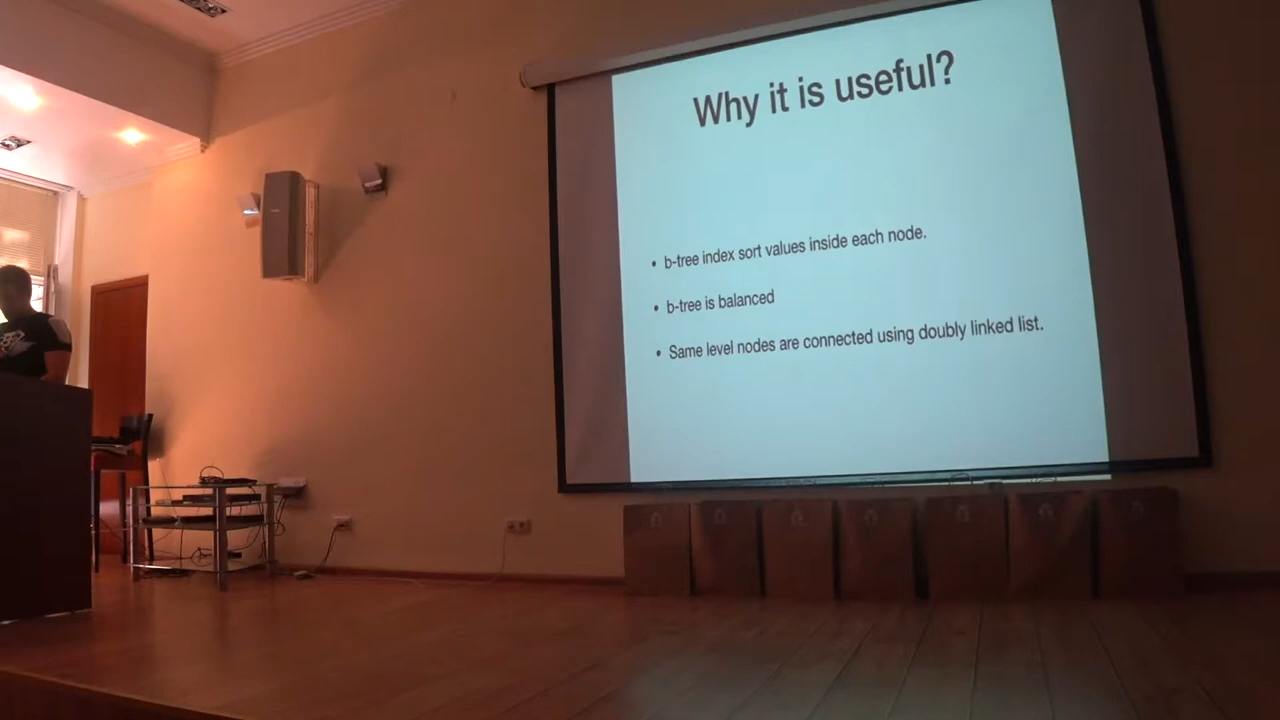 Why it is useful?
• b-tree index sort values inside each node.
• b-tree is balanced
• Same level nodes are connected using doubly linked list.